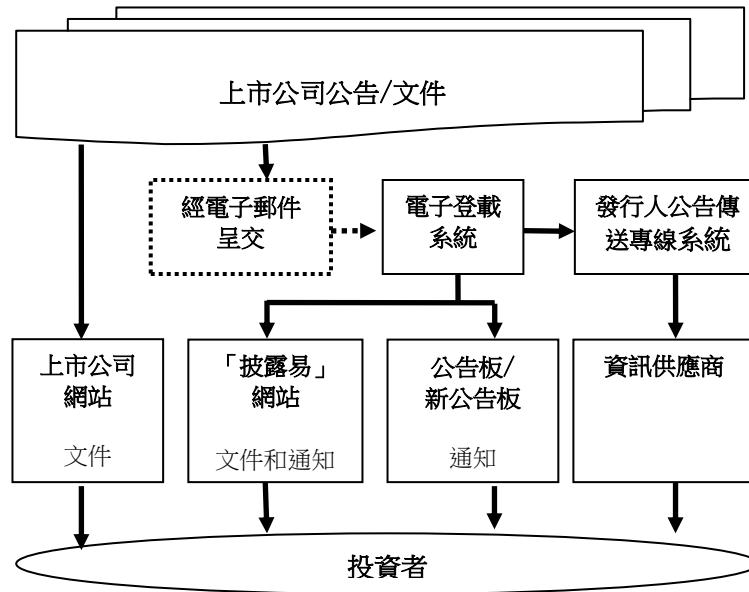 上市公司公告/文件
經電子郵件
呈交
電子登載
系統
發行人公告傳
送專線系統
上市公司
網站
文件
「披露易」
網站
文件和通知
公告板/
新公告板
通知
資訊供應商
投資者